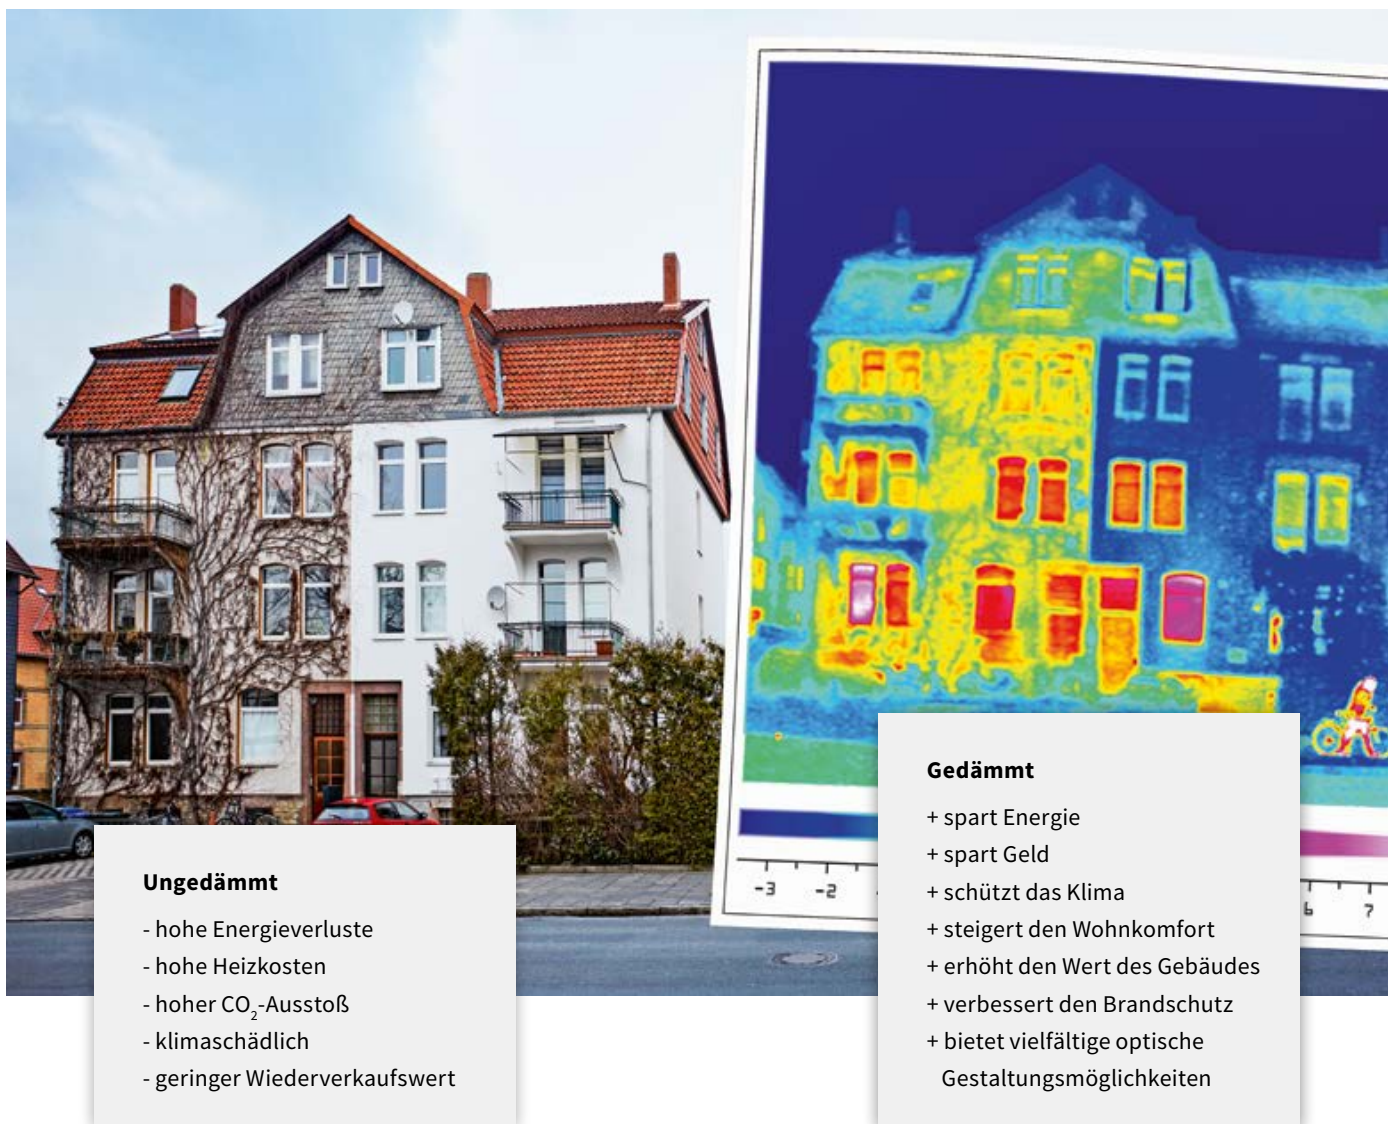 Ungedämmt
- hohe Energieverluste
- hohe Heizkosten
- hoher CO₂-Ausstoß
- klimaschädlich
- geringer Wiederverkaufswert
-3 -2
6 7
Gedämmt
+ spart Energie
+ spart Geld
+ schützt das Klima
+ steigert den Wohnkomfort
+ erhöht den Wert des Gebäudes
+ verbessert den Brandschutz
+ bietet vielfältige optische
Gestaltungsmöglichkeiten